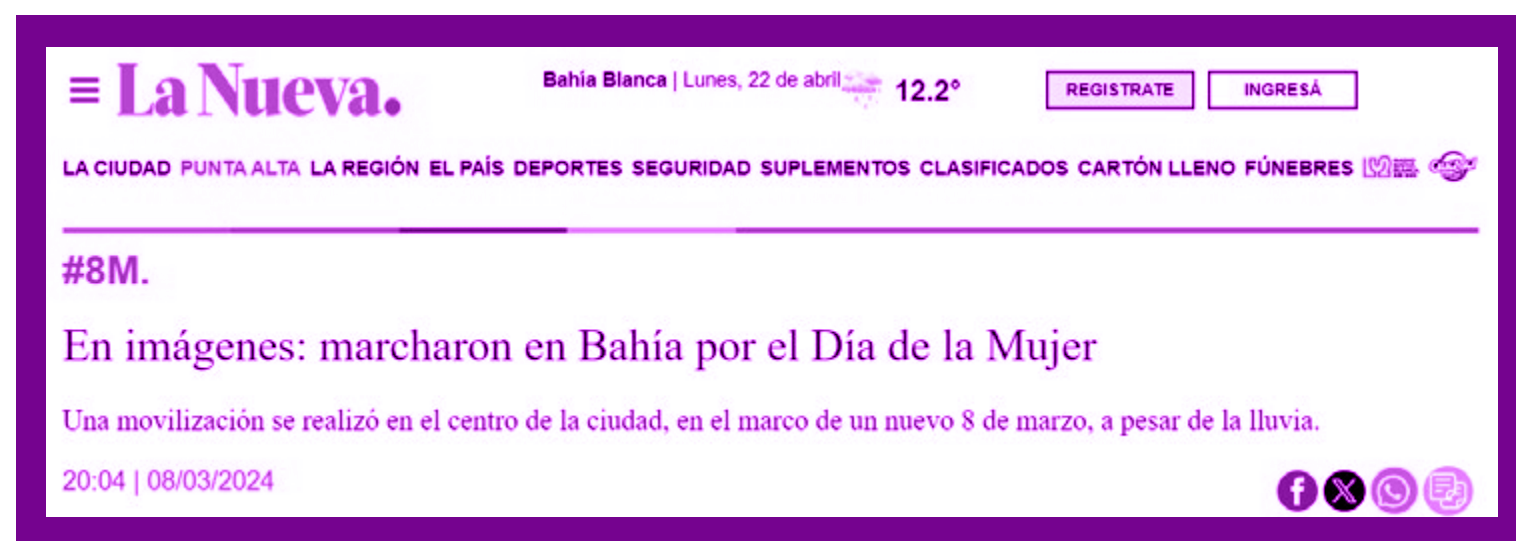 La Nueva.
Bahía Blanca | Lunes, 22 de abril 12.2°
REGISTRATE INGRESÁ
LA CIUDAD PUNTA ALTA LA REGIÓN EL PAÍS DEPORTES SEGURIDAD SUPLEMENTOS CLASIFICADOS CARTÓN LLENO FÚNEBRES
#8M.
En imágenes: marcharon en Bahía por el Día de la Mujer
Una movilización se realizó en el centro de la ciudad, en el marco de un nuevo 8 de marzo, a pesar de la lluvia.
20:04 | 08/03/2024